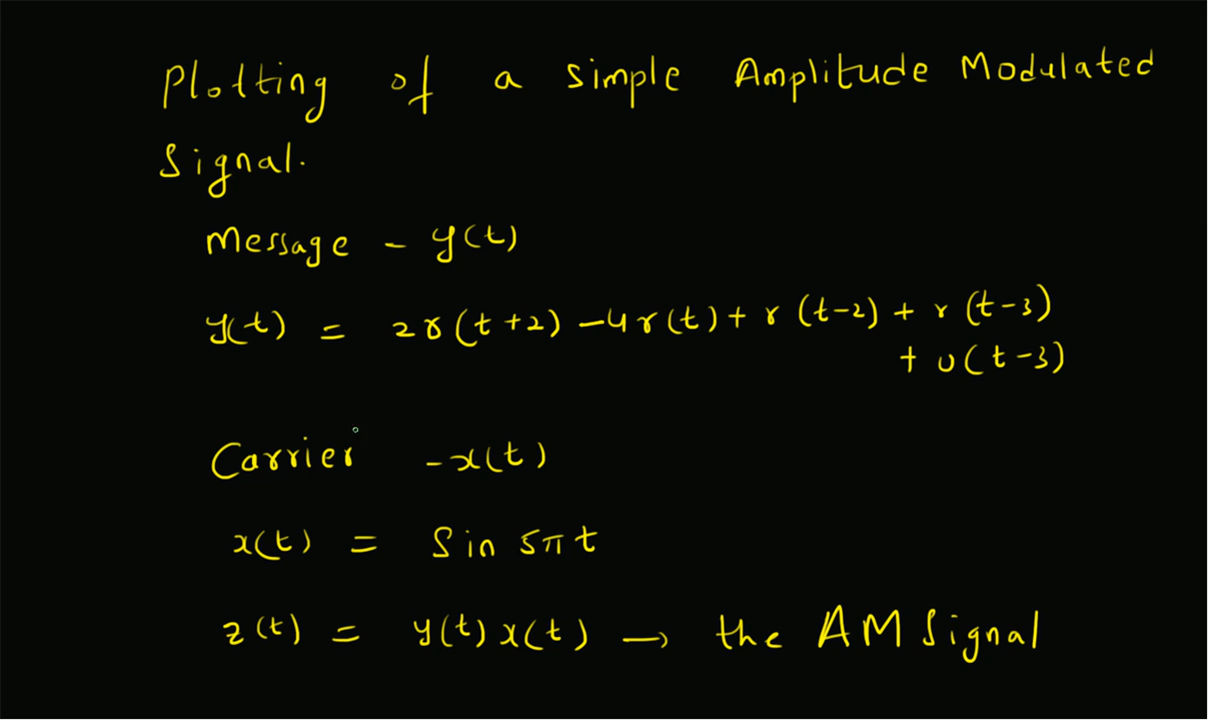 Plotting of a simple Amplitude Modulated
Signal.
Message - y(t)
y(t) = 2r(t+2) -4r(t) + r(t-2) + r(t-3)
+ u(t-3)
Carrier - x(t)
x(t) = Sin 5πt
z(t) = y(t) x(t) → the AM Signal